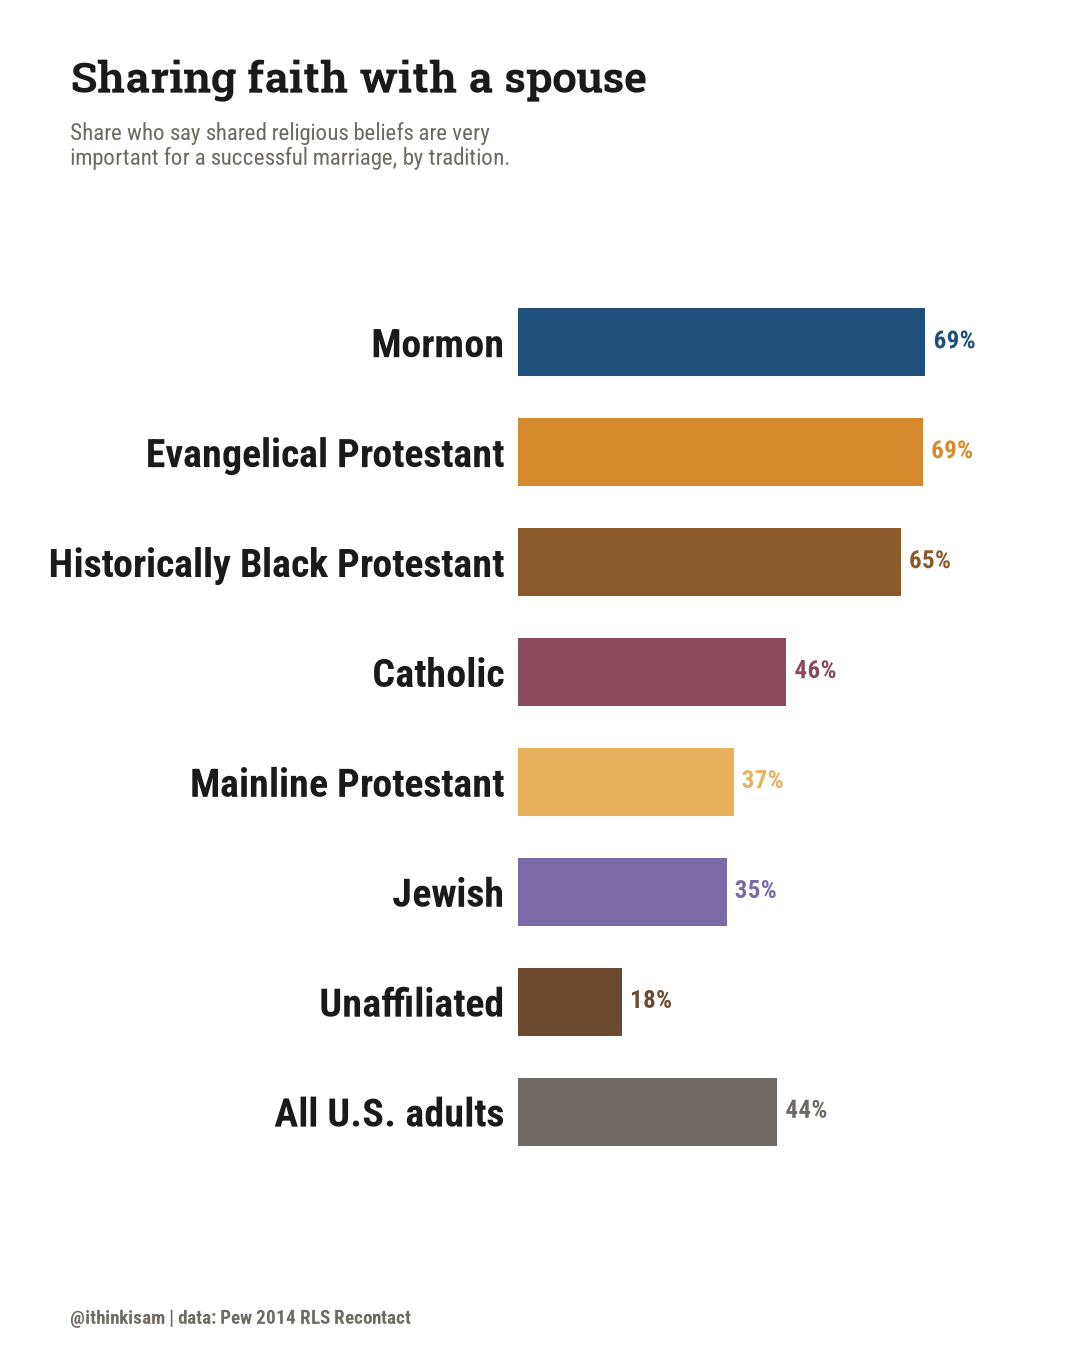 Sharing faith with a spouse
Share who say shared religious beliefs are very
important for a successful marriage, by tradition.
Mormon 69%
Evangelical Protestant 69%
Historically Black Protestant 65%
Catholic 46%
Mainline Protestant 37%
Jewish 35%
Unaffiliated 18%
All U.S. adults 44%
@ithinkisam | data: Pew 2014 RLS Recontact